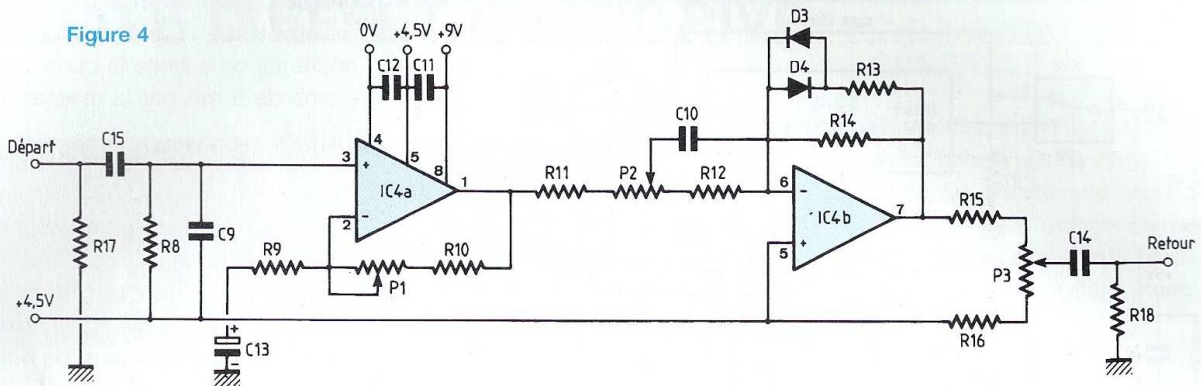 Figure 4
0V +4,5V +9V
C12 C11
D3
D4
R13
R14
C15
Départ
4
5
8
3
+
IC4a
1
-
2
R11
P2
C10
R12
6
-
IC4b
7
+
5
R15
C14
Retour
R17
R8
C9
R9
P1
R10
P3
R18
+4,5V
+
C13
-
R16